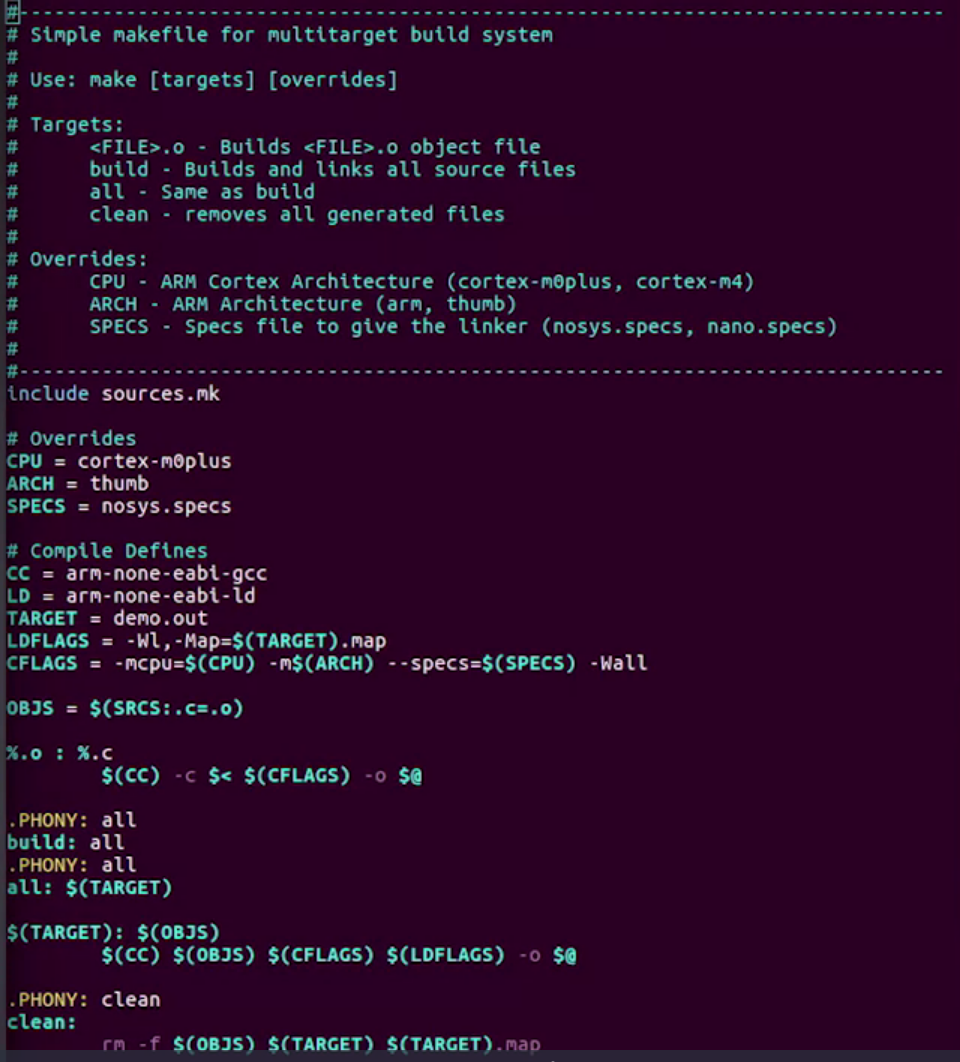 #------------------------------------------------------------------------------
# Simple makefile for multitarget build system
#
# Use: make [targets] [overrides]
#
# Targets:
#      <FILE>.o - Builds <FILE>.o object file
#      build - Builds and links all source files
#      all - Same as build
#      clean - removes all generated files
#
# Overrides:
#      CPU - ARM Cortex Architecture (cortex-m0plus, cortex-m4)
#      ARCH - ARM Architecture (arm, thumb)
#      SPECS - Specs file to give the linker (nosys.specs, nano.specs)
#
#------------------------------------------------------------------------------
include sources.mk

# Overrides
CPU = cortex-m0plus
ARCH = thumb
SPECS = nosys.specs

# Compile Defines
CC = arm-none-eabi-gcc
LD = arm-none-eabi-ld
TARGET = demo.out
LDFLAGS = -Wl,-Map=$(TARGET).map
CFLAGS = -mcpu=$(CPU) -m$(ARCH) --specs=$(SPECS) -Wall

OBJS = $(SRCS:.c=.o)

%.o : %.c
        $(CC) -c $< $(CFLAGS) -o $@

.PHONY: all
build: all
.PHONY: all
all: $(TARGET)

$(TARGET): $(OBJS)
        $(CC) $(OBJS) $(CFLAGS) $(LDFLAGS) -o $@

.PHONY: clean
clean:
        rm -f $(OBJS) $(TARGET) $(TARGET).map